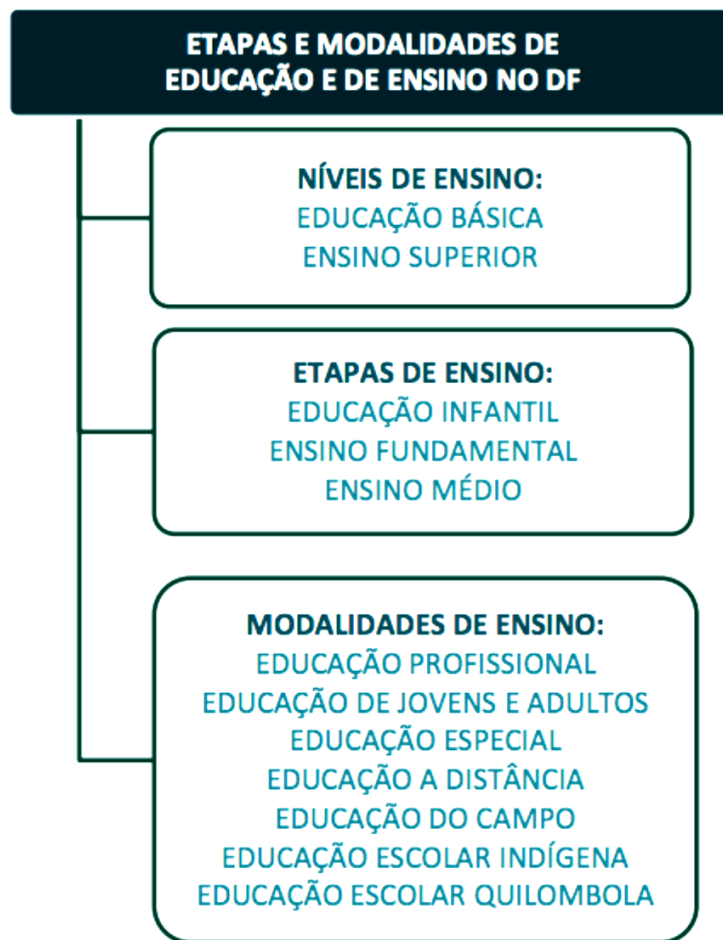 ETAPAS E MODALIDADES DE
EDUCAÇÃO E DE ENSINO NO DF
NÍVEIS DE ENSINO:
EDUCAÇÃO BÁSICA
ENSINO SUPERIOR
ETAPAS DE ENSINO:
EDUCAÇÃO INFANTIL
ENSINO FUNDAMENTAL
ENSINO MÉDIO
MODALIDADES DE ENSINO:
EDUCAÇÃO PROFISSIONAL
EDUCAÇÃO DE JOVENS E ADULTOS
EDUCAÇÃO ESPECIAL
EDUCAÇÃO A DISTÂNCIA
EDUCAÇÃO DO CAMPO
EDUCAÇÃO ESCOLAR INDÍGENA
EDUCAÇÃO ESCOLAR QUILOMBOLA